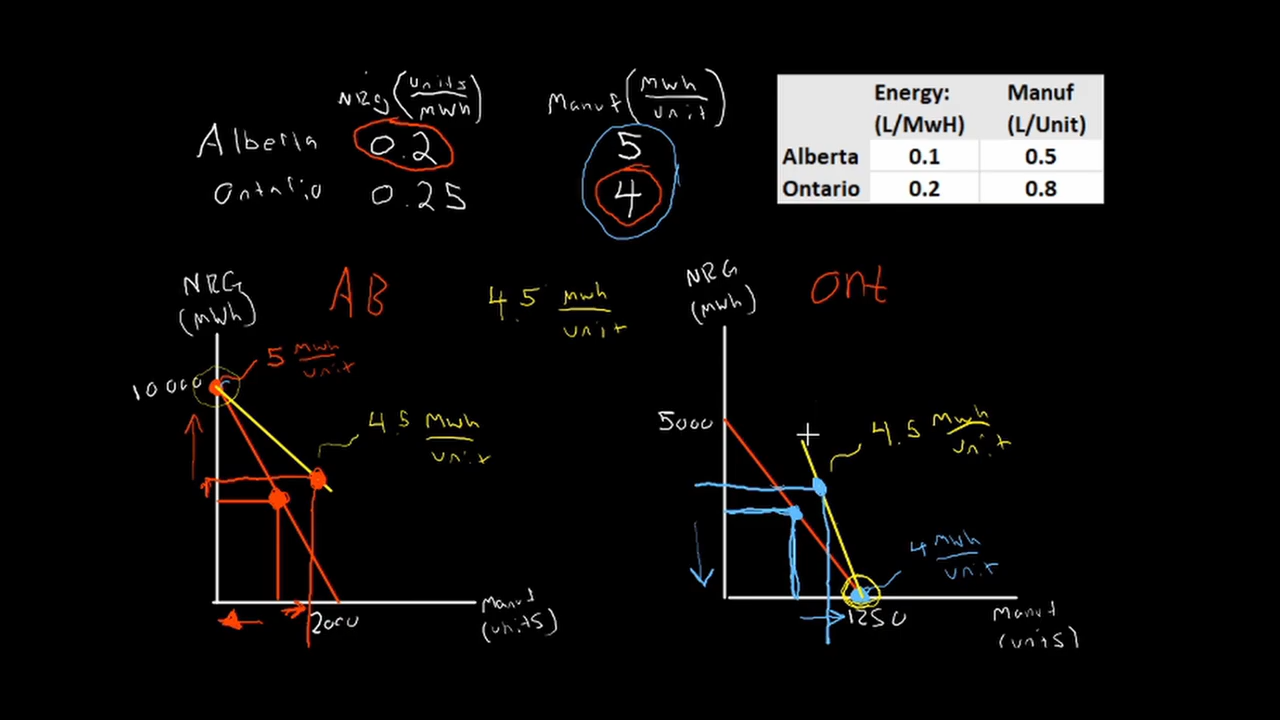 NRG (units/MWH)
Manuf (MWh/unit)
Alberta 0.2 5
Ontario 0.25 4
Energy: Manuf
(L/MwH) (L/Unit)
Alberta 0.1 0.5
Ontario 0.2 0.8
NRG
(MWh)
AB
10 000
5 Mwh/unit
4.5 Mwh/unit
2000
Manuf
(units)
4.5 Mwh/unit
NRG
(MWh)
Ont
5000
4.5 Mwh/unit
4 Mwh/unit
1250
Manuf
(units)